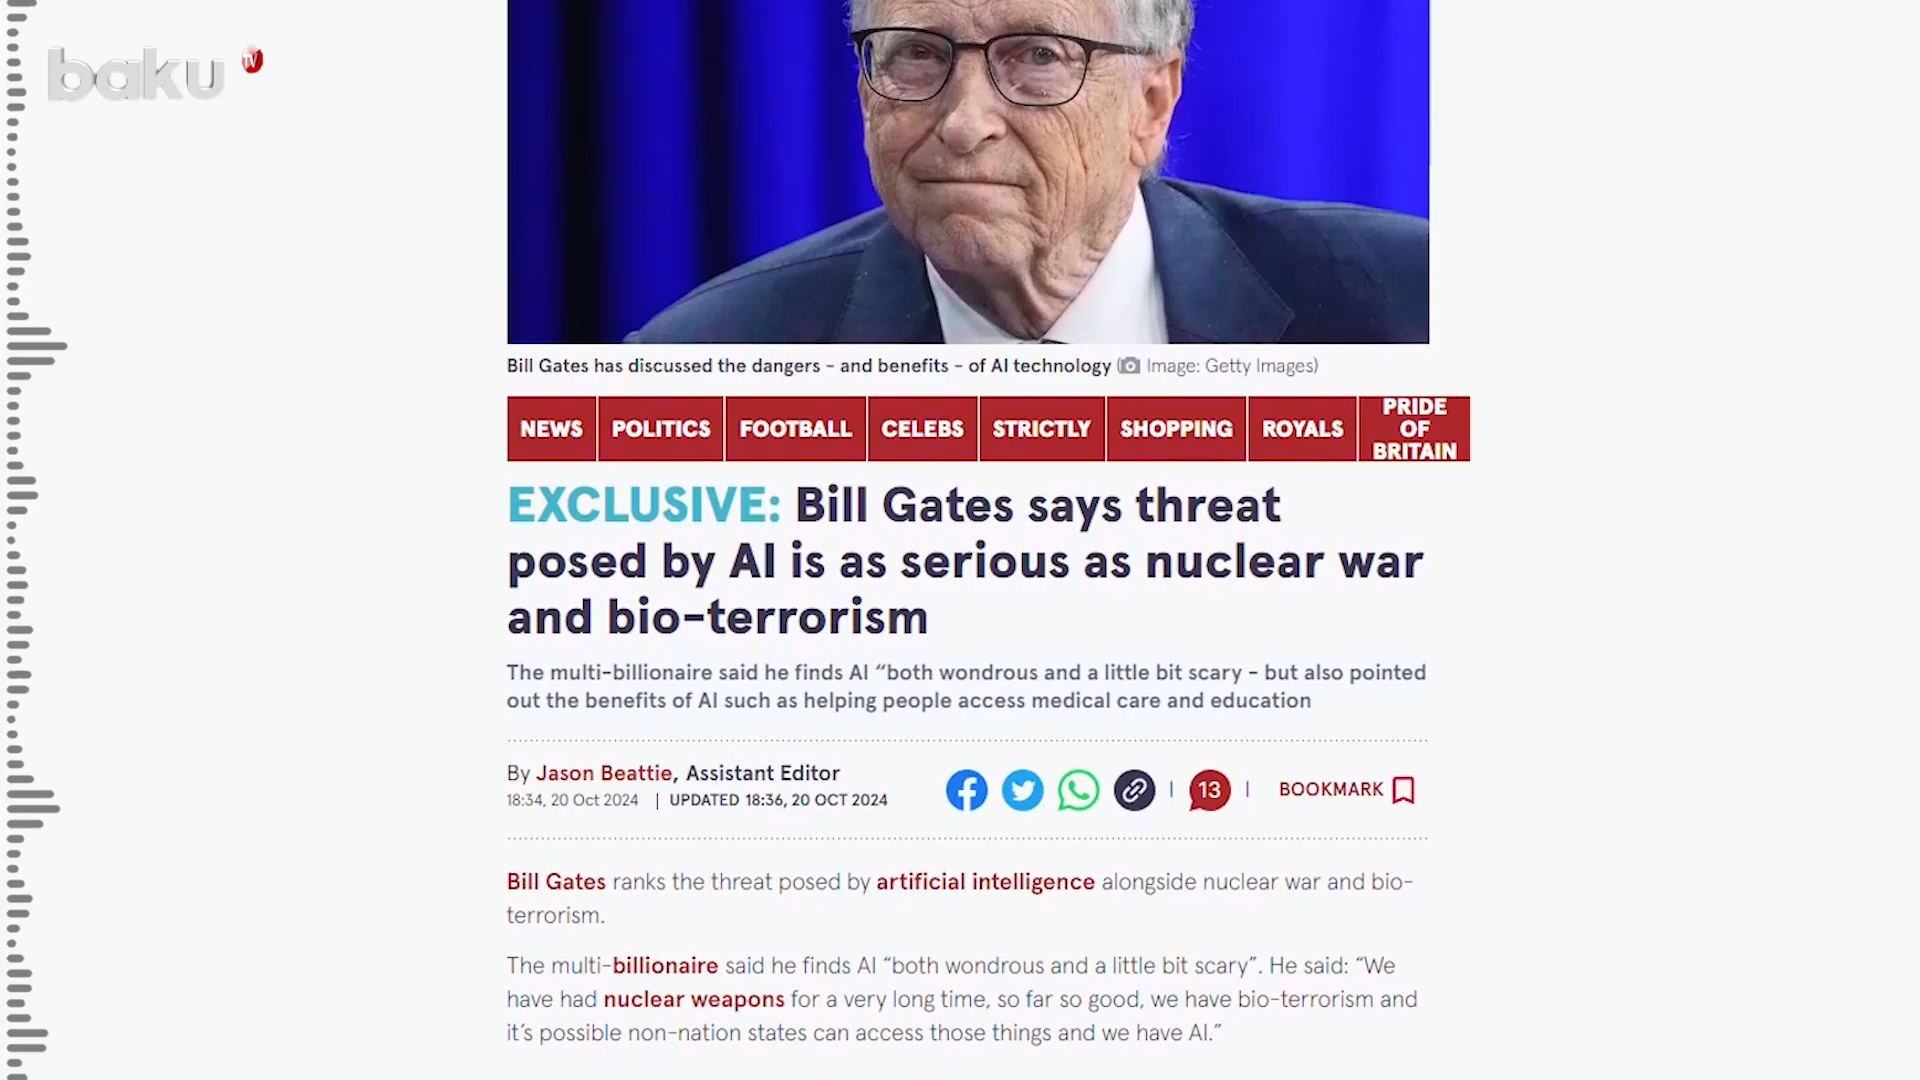 baku TV
Bill Gates has discussed the dangers - and benefits - of AI technology (Image: Getty Images)
NEWS POLITICS FOOTBALL CELEBS STRICTLY SHOPPING ROYALS PRIDE OF BRITAIN
EXCLUSIVE: Bill Gates says threat
posed by AI is as serious as nuclear war
and bio-terrorism
The multi-billionaire said he finds AI “both wondrous and a little bit scary - but also pointed
out the benefits of AI such as helping people access medical care and education
By Jason Beattie, Assistant Editor
18:34, 20 Oct 2024 | UPDATED 18:36, 20 OCT 2024
13
BOOKMARK
Bill Gates ranks the threat posed by artificial intelligence alongside nuclear war and bio-
terrorism.
The multi-billionaire said he finds AI “both wondrous and a little bit scary”. He said: “We
have had nuclear weapons for a very long time, so far so good, we have bio-terrorism and
it’s possible non-nation states can access those things and we have AI.”